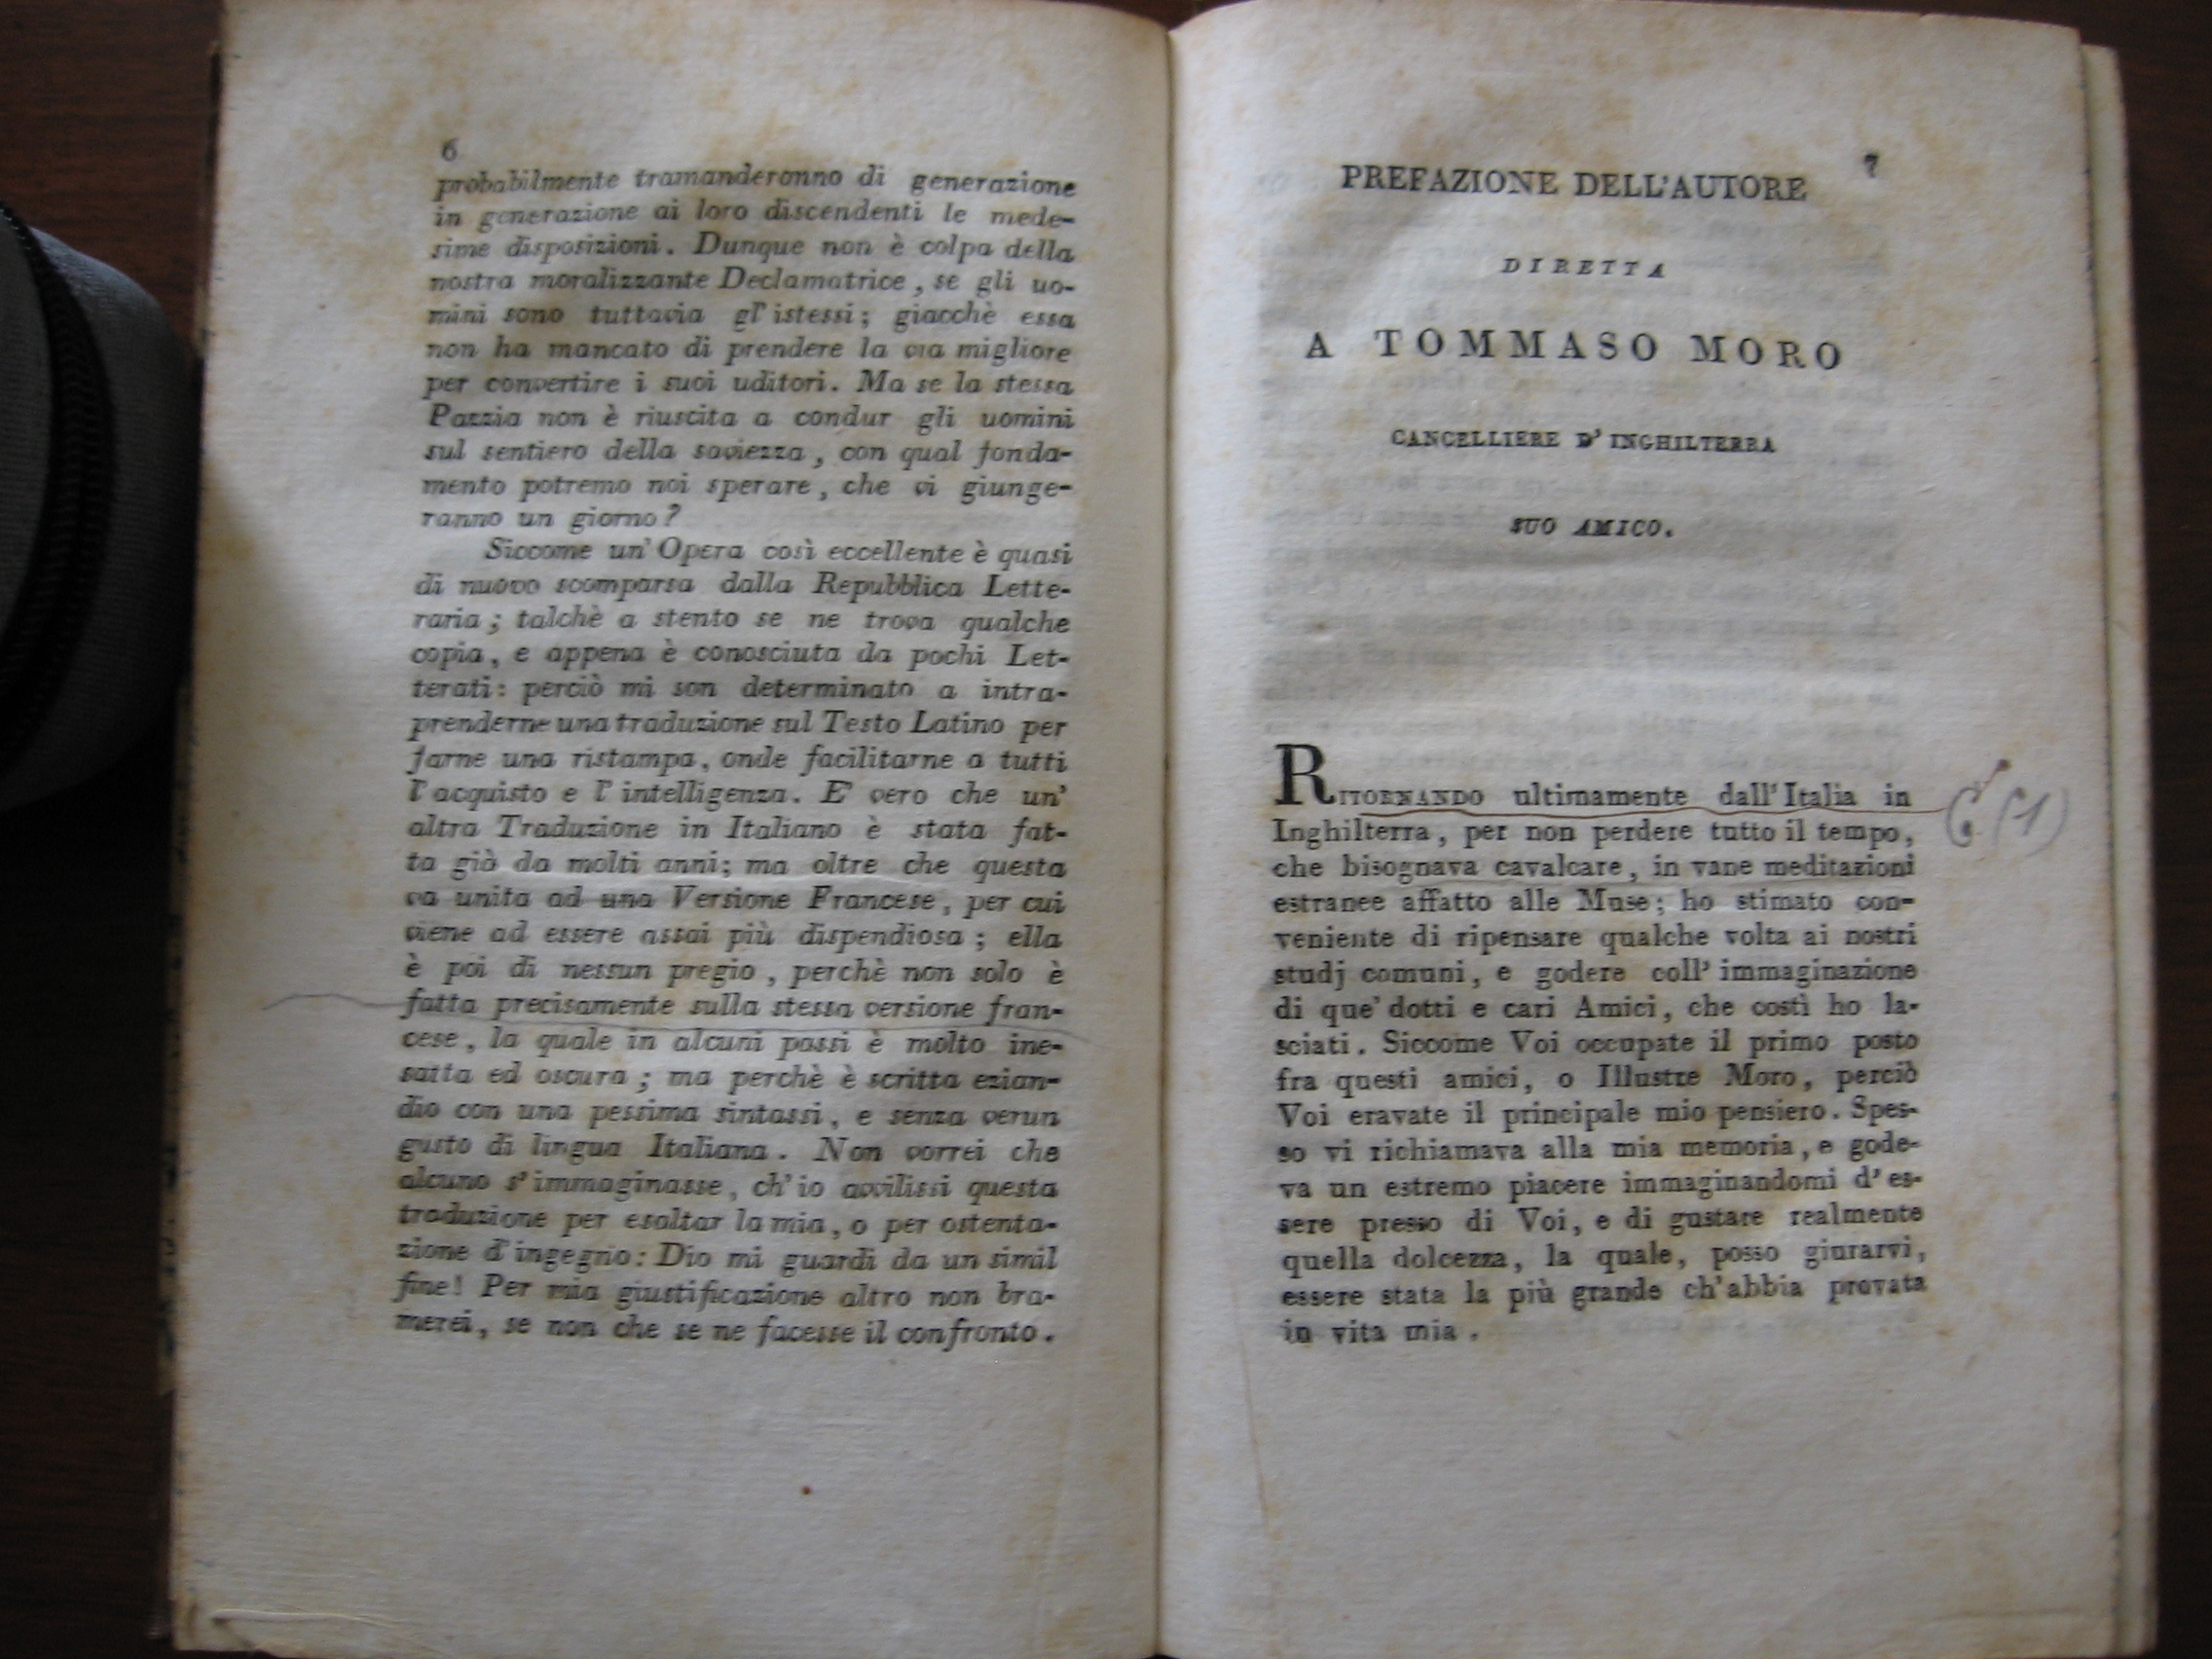 6
probabilmente tramanderonno di generazione
in generazione ai loro discendenti le mede-
sime disposizioni. Dunque non è colpa della
nostra moralizzante Declamatrice, se gli uo-
mini sono tuttavia gl'istessi; giacchè essa
non ha mancato di prendere la via migliore
per convertire i suoi uditori. Ma se la stessa
Pazzia non è riuscita a condur gli uomini
sul sentiero della saviezza, con qual fonda-
mento potremo noi sperare, che vi giunge-
ranno un giorno?
Siccome un'Opera così eccellente è quasi
di nuovo scomparsa dalla Repubblica Lette-
raria; talchè a stento se ne trova qualche
copia, e appena è conosciuta da pochi Let-
terati: perciò mi son determinato a intra-
prenderne una traduzione sul Testo Latino per
farne una ristampa, onde facilitarne a tutti
l'acquisto e l'intelligenza. E' vero che un'
altra Traduzione in Italiano è stata fat-
ta già da molti anni; ma oltre che questa
va unita ad una Versione Francese, per cui
viene ad essere assai più dispendiosa; ella
è poi di nessun pregio, perchè non solo è
fatta precisamente sulla stessa versione fran-
cese, la quale in alcuni passi è molto ine-
satta ed oscura; ma perchè è scritta ezian-
dio con una pessima sintassi, e senza verun
gusto di lingua Italiana. Non vorrei che
alcuno s'immaginasse, ch'io avvilissi questa
traduzione per esaltar la mia, o per ostenta-
zione d'ingegno: Dio mi guardi da un simil
fine! Per mia giustificazione altro non bra-
merei, se non che se ne facesse il confronto.
7
PREFAZIONE DELL'AUTORE
DIRETTA
A TOMMASO MORO
CANCELLIERE D'INGHILTERRA
SUO AMICO.
RITORNANDO ultimamente dall'Italia in
Inghilterra, per non perdere tutto il tempo,
che bisognava cavalcare, in vane meditazioni
estranee affatto alle Muse; ho stimato con-
veniente di ripensare qualche volta ai nostri
studj comuni, e godere coll'immaginazione
di que' dotti e cari Amici, che costì ho la-
sciati. Siccome Voi occupate il primo posto
fra questi amici, o Illustre Moro, perciò
Voi eravate il principale mio pensiero. Spes-
so vi richiamava alla mia memoria, e gode-
va un estremo piacere immaginandomi d'es-
sere presso di Voi, e di gustare realmente
quella dolcezza, la quale, posso giurarvi,
essere stata la più grande ch'abbia provata
in vita mia.
(1)